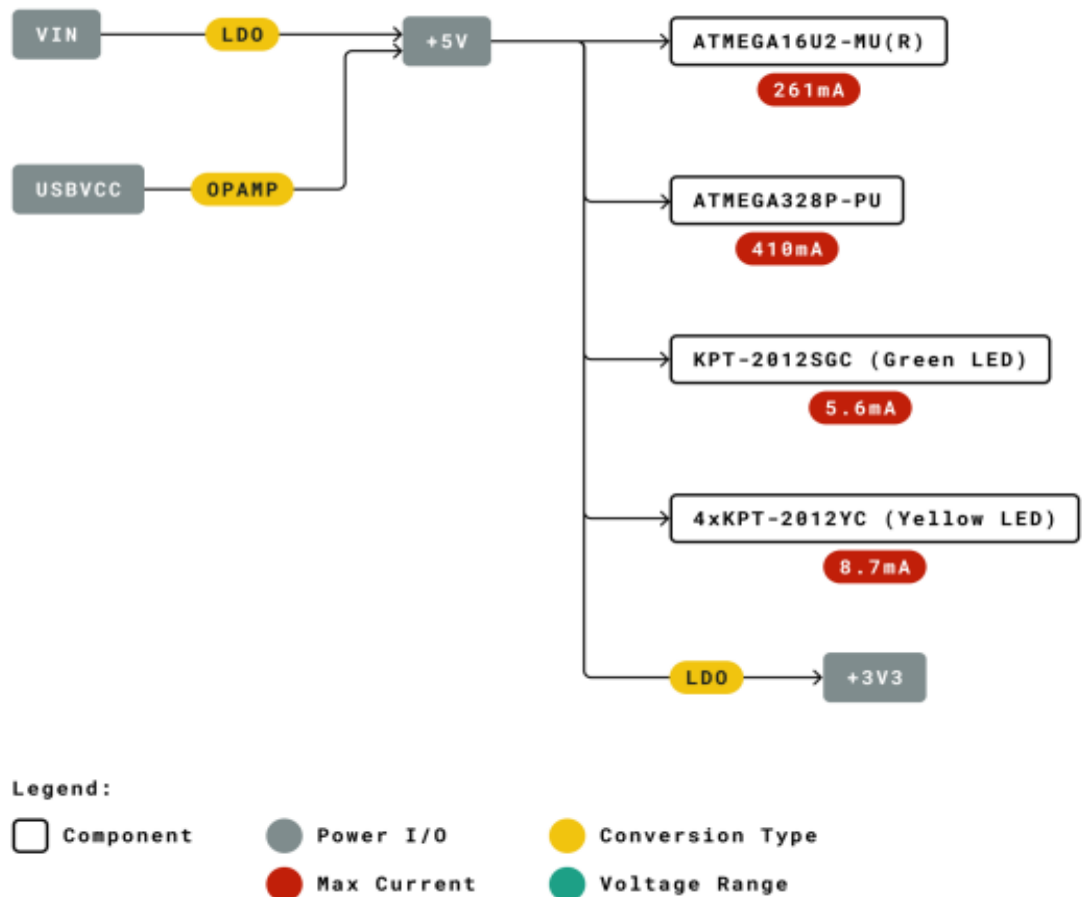 VIN
LDO
+5V
ATMEGA16U2-MU(R)
261mA
USBVCC
OPAMP
ATMEGA328P-PU
410mA
KPT-2012SGC (Green LED)
5.6mA
4xKPT-2012YC (Yellow LED)
8.7mA
LDO
+3V3
Legend:
Component
Power I/O
Conversion Type
Max Current
Voltage Range